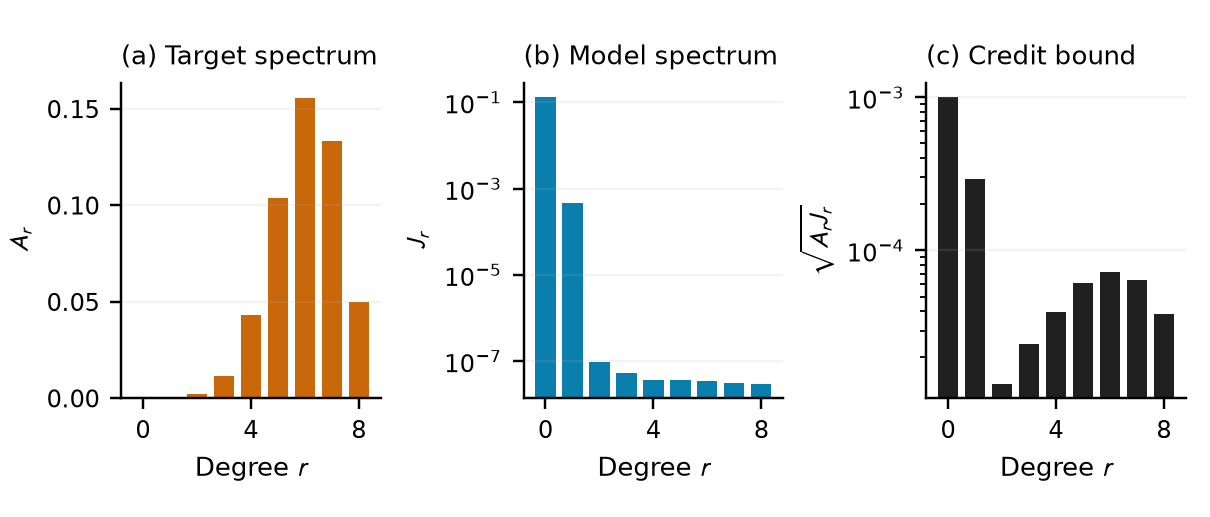 (a) Target spectrum
0.15
0.10
0.05
0.00
A_r
0 4 8
Degree r
(b) Model spectrum
10⁻¹
10⁻³
10⁻⁵
10⁻⁷
J_r
0 4 8
Degree r
(c) Credit bound
10⁻³
10⁻⁴
√A_rJ_r
0 4 8
Degree r